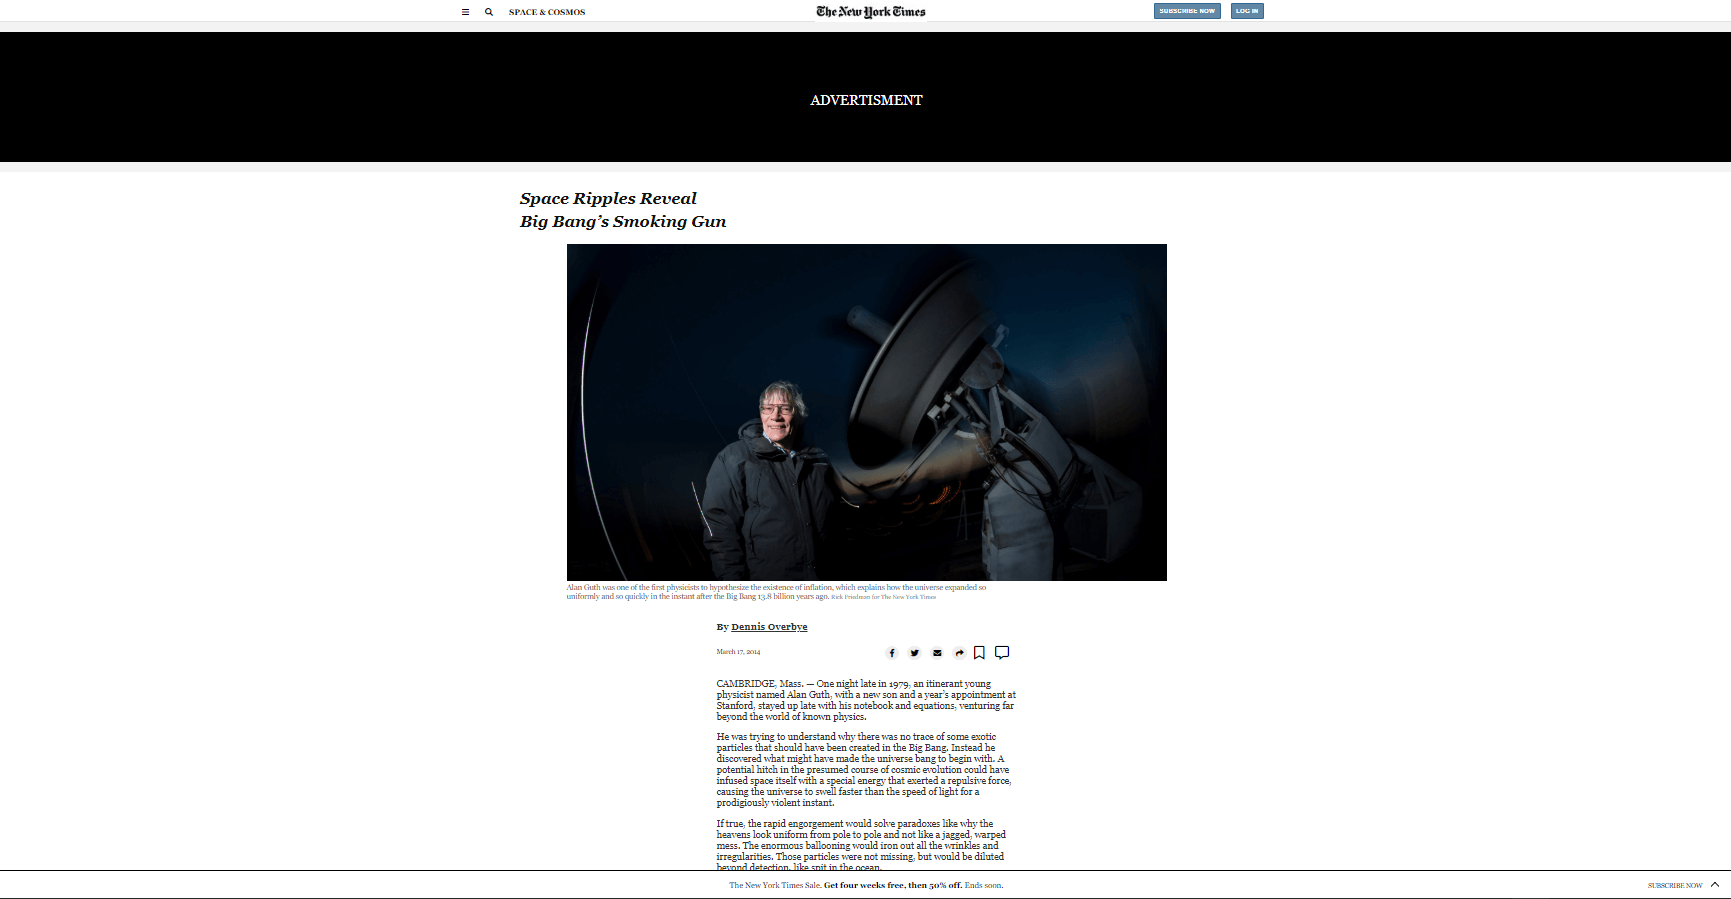 SPACE & COSMOS
The New York Times
SUBSCRIBE NOW
LOG IN
ADVERTISMENT
Space Ripples Reveal
Big Bang’s Smoking Gun
Alan Guth was one of the first physicists to hypothesize the existence of inflation, which explains how the universe expanded so
uniformly and so quickly in the instant after the Big Bang 13.8 billion years ago. Rick Friedman for The New York Times
By Dennis Overbye
March 17, 2014
CAMBRIDGE, Mass. — One night late in 1979, an itinerant young
physicist named Alan Guth, with a new son and a year’s appointment at
Stanford, stayed up late with his notebook and equations, venturing far
beyond the world of known physics.
He was trying to understand why there was no trace of some exotic
particles that should have been created in the Big Bang. Instead he
discovered what might have made the universe bang to begin with. A
potential hitch in the presumed course of cosmic evolution could have
infused space itself with a special energy that exerted a repulsive force,
causing the universe to swell faster than the speed of light for a
prodigiously violent instant.
If true, the rapid engorgement would solve paradoxes like why the
heavens look uniform from pole to pole and not like a jagged, warped
mess. The enormous ballooning would iron out all the wrinkles and
irregularities. Those particles were not missing, but would be diluted
beyond detection, like spit in the ocean.
The New York Times Sale. Get four weeks free, then 50% off. Ends soon.
SUBSCRIBE NOW